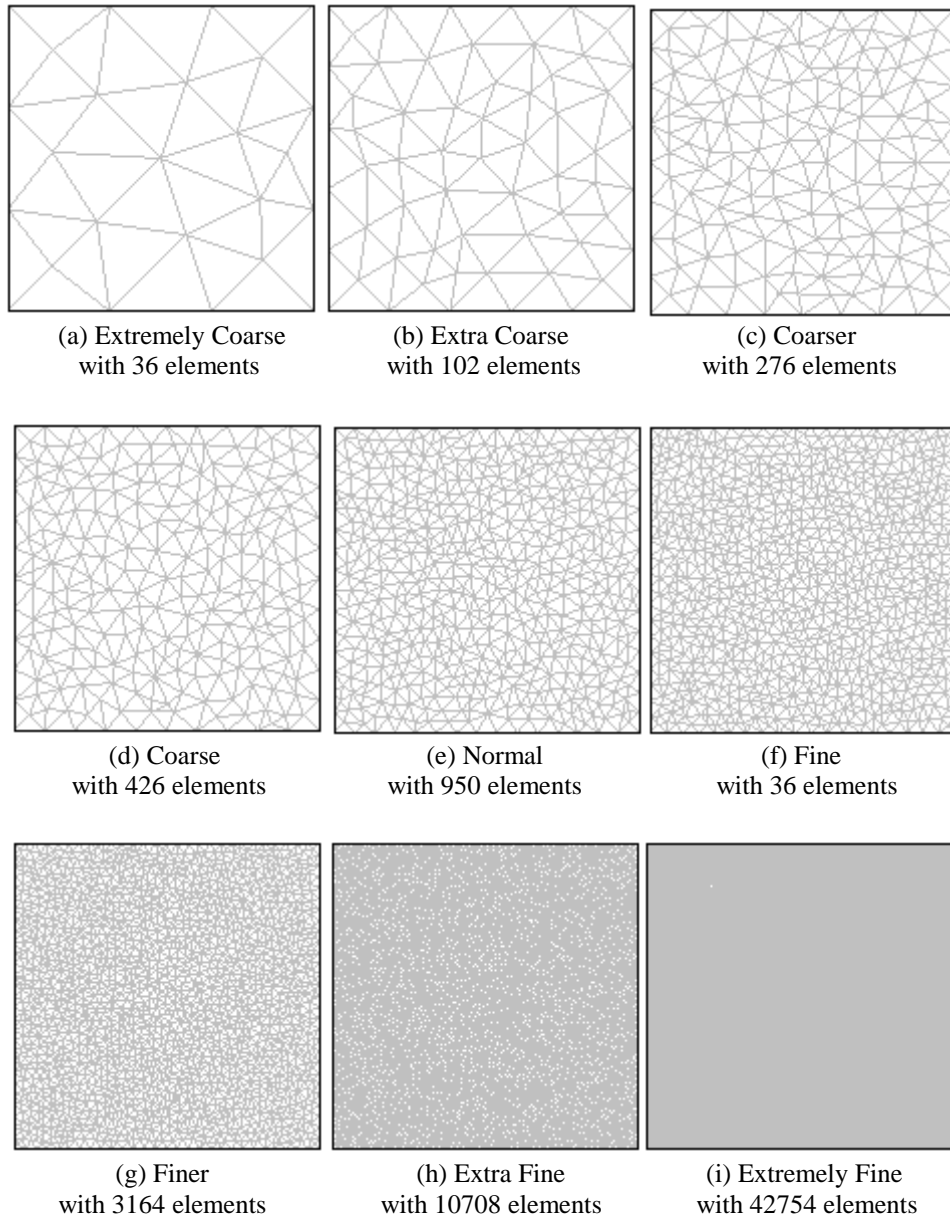 (a) Extremely Coarse
with 36 elements
(b) Extra Coarse
with 102 elements
(c) Coarser
with 276 elements
(d) Coarse
with 426 elements
(e) Normal
with 950 elements
(f) Fine
with 36 elements
(g) Finer
with 3164 elements
(h) Extra Fine
with 10708 elements
(i) Extremely Fine
with 42754 elements